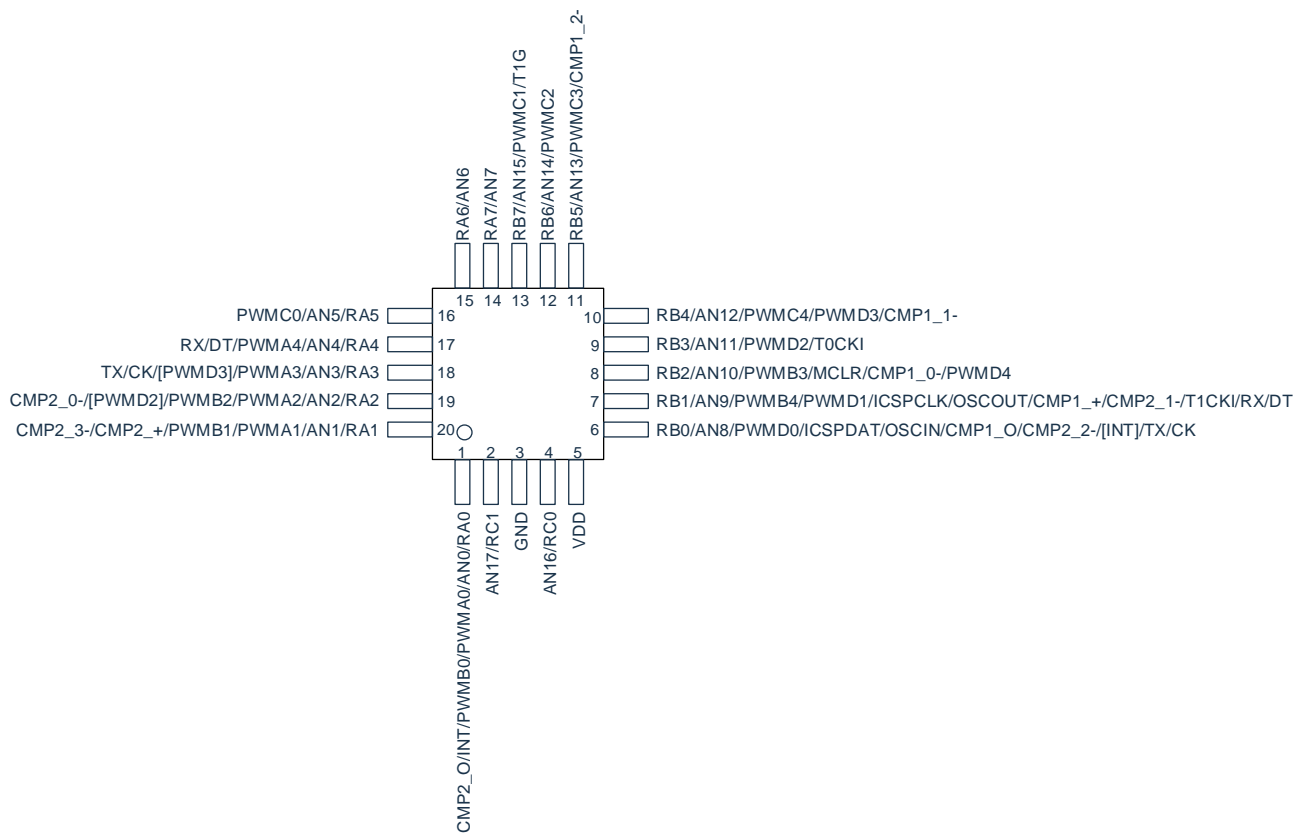 RA6/AN6
RA7/AN7
RB7/AN15/PWMC1/T1G
RB6/AN14/PWMC2
RB5/AN13/PWMC3/CMP1_2-
15
14
13
12
11
PWMC0/AN5/RA5
16
10
RB4/AN12/PWMC4/PWMD3/CMP1_1-
RX/DT/PWMA4/AN4/RA4
17
9
RB3/AN11/PWMD2/T0CKI
TX/CK/[PWMD3]/PWMA3/AN3/RA3
18
8
RB2/AN10/PWMB3/MCLR/CMP1_0-/PWMD4
CMP2_0-/[PWMD2]/PWMB2/PWMA2/AN2/RA2
19
7
RB1/AN9/PWMB4/PWMD1/ICSPCLK/OSCOUT/CMP1_+/CMP2_1-/T1CKI/RX/DT
CMP2_3-/CMP2_+/PWMB1/PWMA1/AN1/RA1
20
6
RB0/AN8/PWMD0/ICSPDAT/OSCIN/CMP1_O/CMP2_2-/[INT]/TX/CK
1
2
3
4
5
CMP2_O/INT/PWMB0/PWMA0/AN0/RA0
AN17/RC1
GND
AN16/RC0
VDD